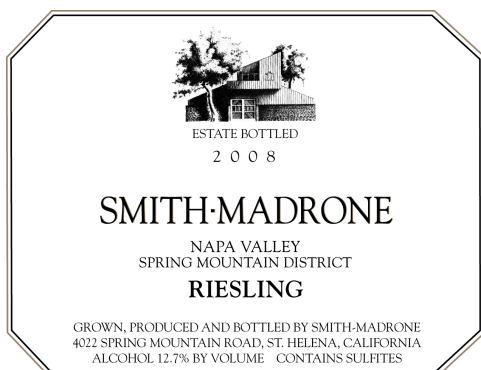 ESTATE BOTTLED
2008
SMITH·MADRONE
NAPA VALLEY
SPRING MOUNTAIN DISTRICT
RIESLING
GROWN, PRODUCED AND BOTTLED BY SMITH-MADRONE
4022 SPRING MOUNTAIN ROAD, ST. HELENA, CALIFORNIA
ALCOHOL 12.7% BY VOLUME CONTAINS SULFITES